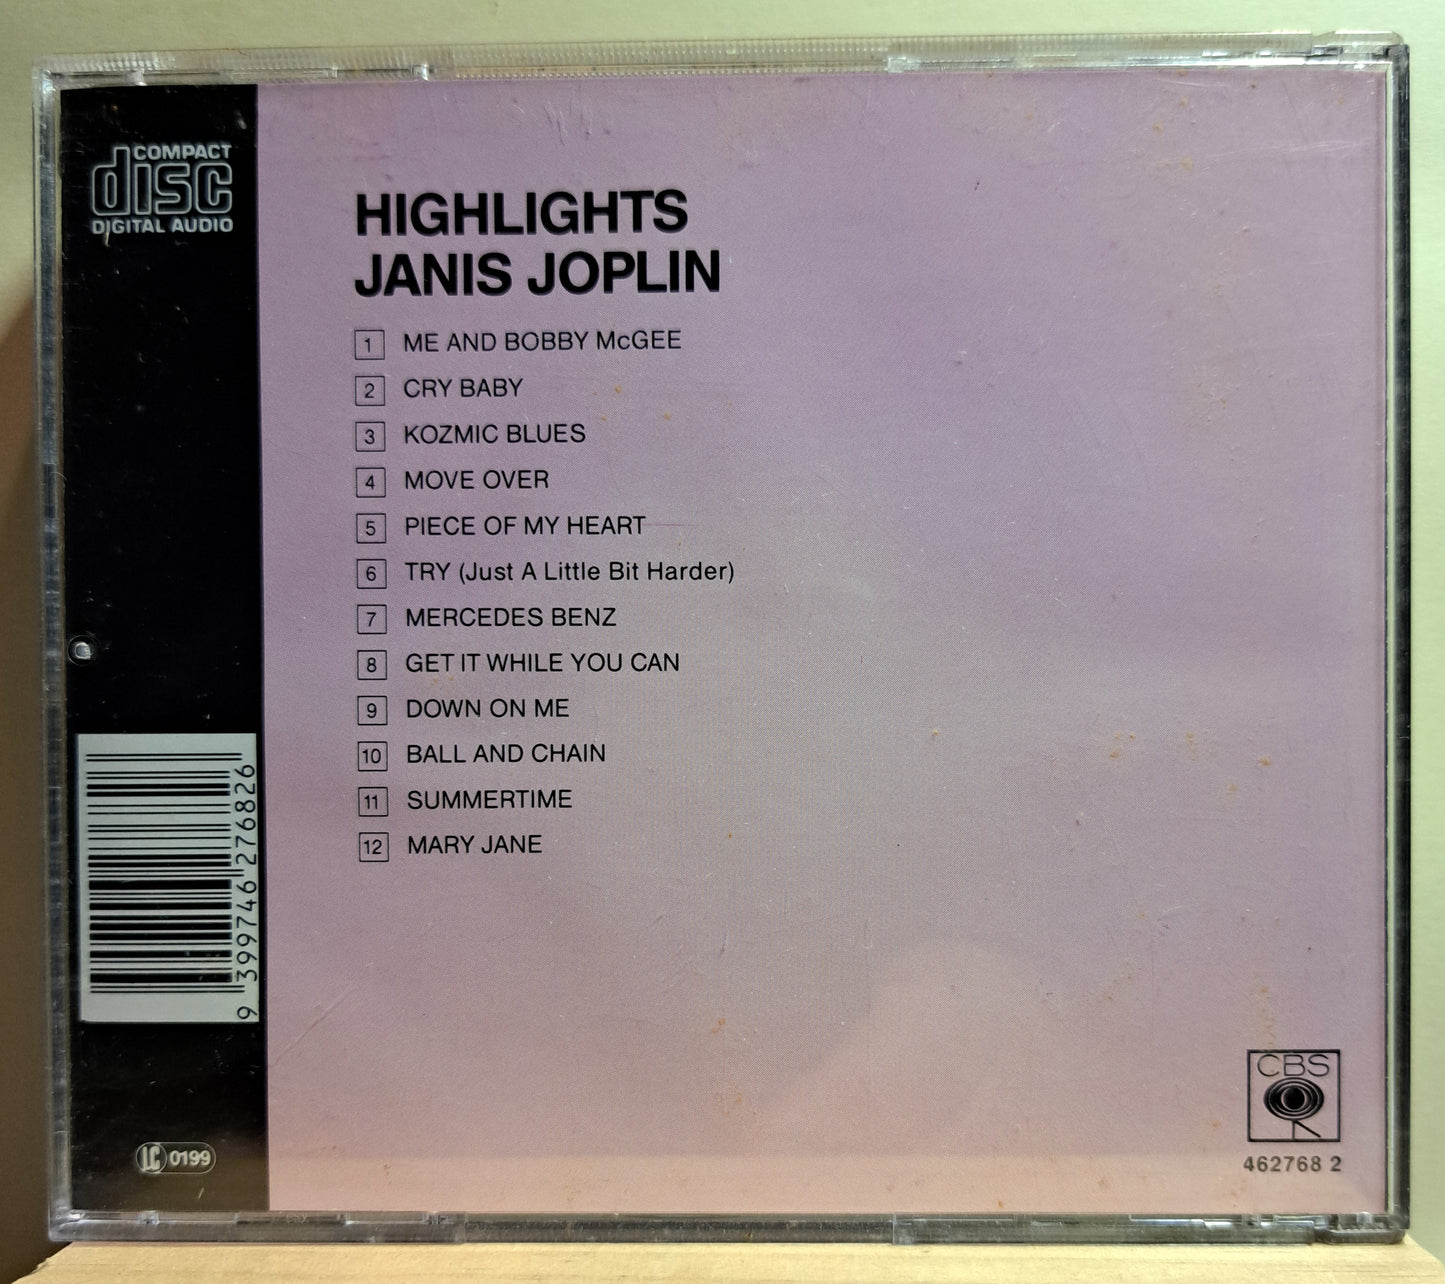 COMPACT
disc
DIGITAL AUDIO
HIGHLIGHTS
JANIS JOPLIN
1 ME AND BOBBY McGEE
2 CRY BABY
3 KOZMIC BLUES
4 MOVE OVER
5 PIECE OF MY HEART
6 TRY (Just A Little Bit Harder)
7 MERCEDES BENZ
8 GET IT WHILE YOU CAN
9 DOWN ON ME
10 BALL AND CHAIN
11 SUMMERTIME
12 MARY JANE
9 399746 276826
LC 0199
CBS
462768 2